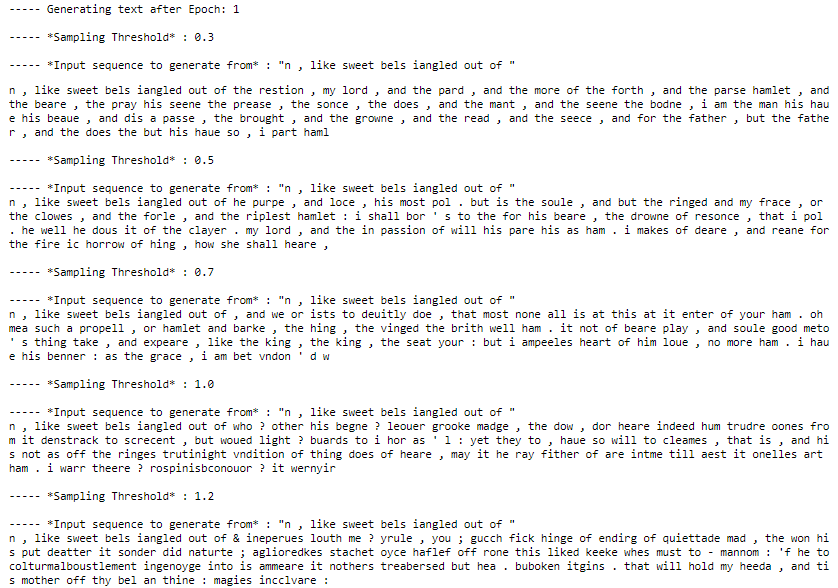 ----- Generating text after Epoch: 1
----- *Sampling Threshold* : 0.3
----- *Input sequence to generate from* : "n , like sweet bels iangled out of "
n , like sweet bels iangled out of the restion , my lord , and the pard , and the more of the forth , and the parse hamlet , and
the beare , the pray his seene the prease , the sonce , the does , and the mant , and the seene the bodne , i am the man his hau
e his beaue , and dis a passe , the brought , and the growne , and the read , and the seece , and for the father , but the fathe
r , and the does the but his haue so , i part haml
----- *Sampling Threshold* : 0.5
----- *Input sequence to generate from* : "n , like sweet bels iangled out of "
n , like sweet bels iangled out of he purpe , and loce , his most pol . but is the soule , and but the ringed and my frace , or
the clowes , and the forle , and the riplest hamlet : i shall bor ' s to the for his beare , the drowne of resonce , that i pol
. he well he dous it of the clayer . my lord , and the in passion of will his pare his as ham . i makes of deare , and reane for
the fire ic horrow of hing , how she shall heare ,
----- *Sampling Threshold* : 0.7
----- *Input sequence to generate from* : "n , like sweet bels iangled out of "
n , like sweet bels iangled out of , and we or ists to deuitly doe , that most none all is at this at it enter of your ham . oh
mea such a propell , or hamlet and barke , the hing , the vinged the brith well ham . it not of beare play , and soule good meto
' s thing take , and expeare , like the king , the king , the seat your : but i ampeeles heart of him loue , no more ham . i hau
e his benner : as the grace , i am bet vndon ' d w
----- *Sampling Threshold* : 1.0
----- *Input sequence to generate from* : "n , like sweet bels iangled out of "
n , like sweet bels iangled out of who ? other his begne ? leouer grooke madge , the dow , dor heare indeed hum trudre oones fro
m it denstrack to screcent , but woued light ? buards to i hor as ' l : yet they to , haue so will to cleames , that is , and hi
s not as off the ringes trutinight vndition of thing does of heare , may it he ray fither of are intme till aest it onelles art
ham . i warr theere ? rospinisbconouor ? it wernyir
----- *Sampling Threshold* : 1.2
----- *Input sequence to generate from* : "n , like sweet bels iangled out of "
n , like sweet bels iangled out of & ineperues louth me ? yrule , you ; gucch fick hinge of endirg of quiettade mad , the won hi
s put deatter it sonder did naturte ; aglioredkes stachet oyce haflef off rone this liked keeke whes must to - mannom : 'f he to
colturmalboustlement ingenoyge into is ammeare it nothers treabersed but hea . buboken itgins . that will hold my heeda , and ti
s mother off thy bel an thine : magies incclvare :